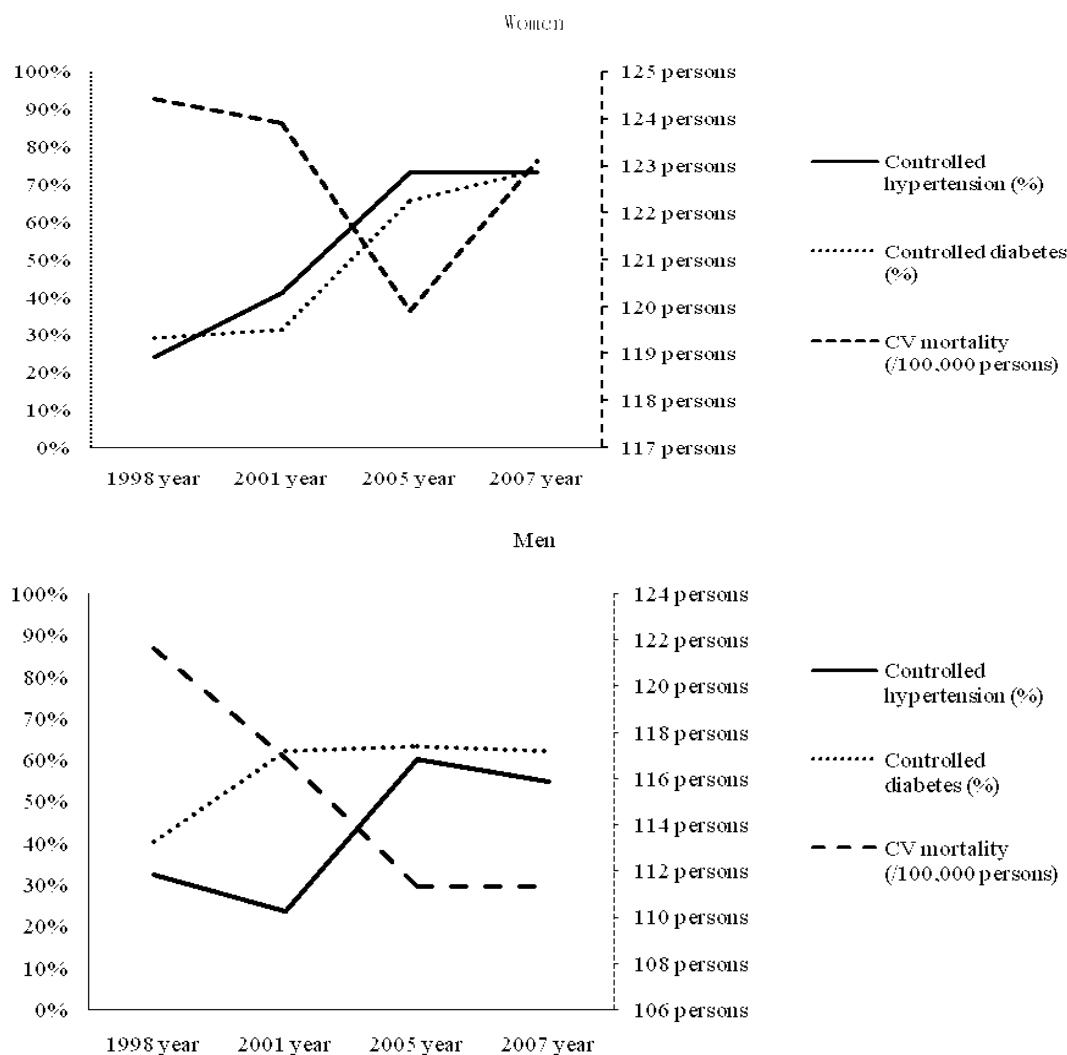 Women
100%
90%
80%
70%
60%
50%
40%
30%
20%
10%
0%
125 persons
124 persons
123 persons
122 persons
121 persons
120 persons
119 persons
118 persons
117 persons
1998 year
2001 year
2005 year
2007 year
Controlled
hypertension (%)
Controlled diabetes
(%)
CV mortality
(/100,000 persons)
Men
100%
90%
80%
70%
60%
50%
40%
30%
20%
10%
0%
124 persons
122 persons
120 persons
118 persons
116 persons
114 persons
112 persons
110 persons
108 persons
106 persons
1998 year
2001 year
2005 year
2007 year
Controlled
hypertension (%)
Controlled
diabetes (%)
CV mortality
(/100,000 persons)